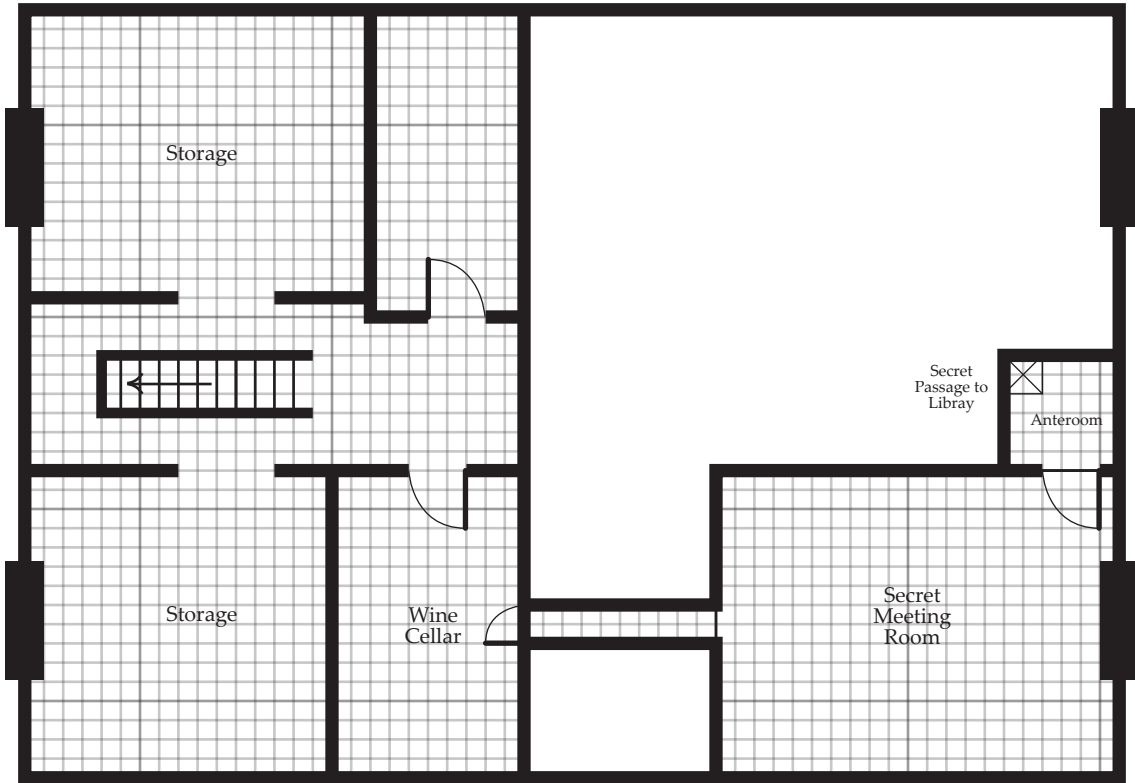 Storage
Secret
Passage to
Libray
Anteroom
Storage
Wine
Cellar
Secret
Meeting
Room